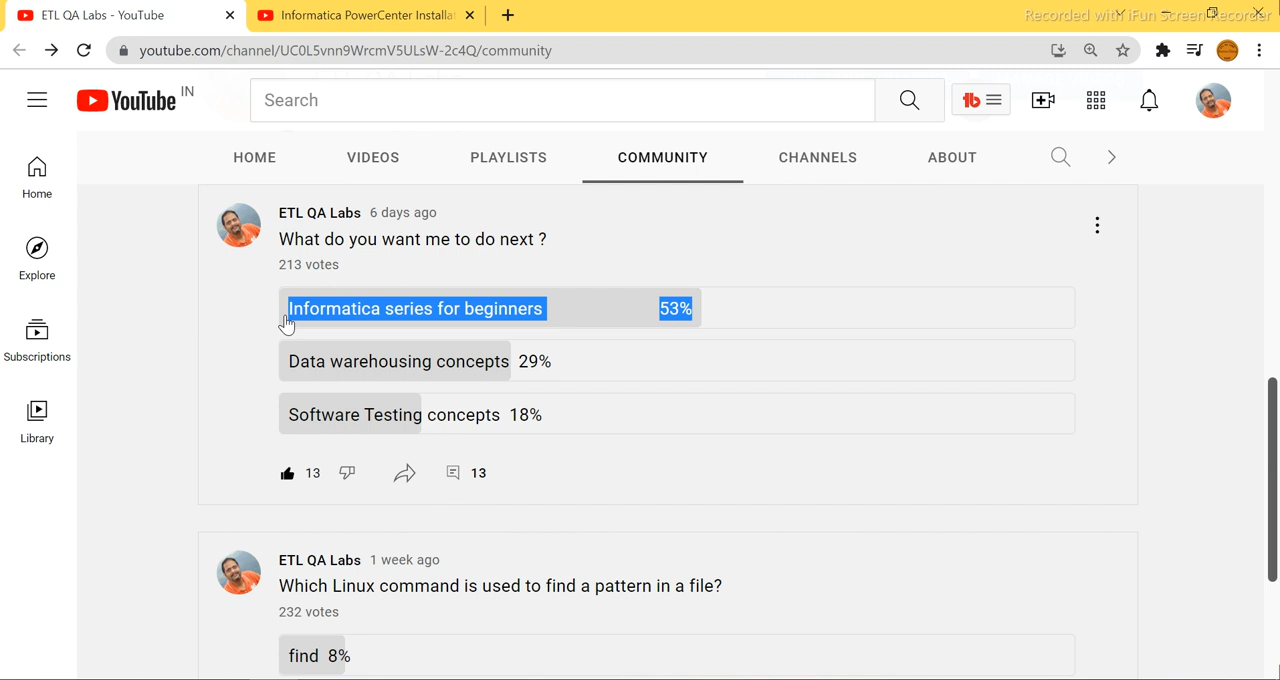 ETL QA Labs - YouTube
Informatica PowerCenter Installat
Recorded with iFun Screen Recorder
youtube.com/channel/UC0L5vnn9WrcmV5ULsW-2c4Q/community
YouTube IN
Search
HOME VIDEOS PLAYLISTS COMMUNITY CHANNELS ABOUT
Home
Explore
Subscriptions
Library
ETL QA Labs 6 days ago
What do you want me to do next ?
213 votes
Informatica series for beginners 53%
Data warehousing concepts 29%
Software Testing concepts 18%
13 13
ETL QA Labs 1 week ago
Which Linux command is used to find a pattern in a file?
232 votes
find 8%